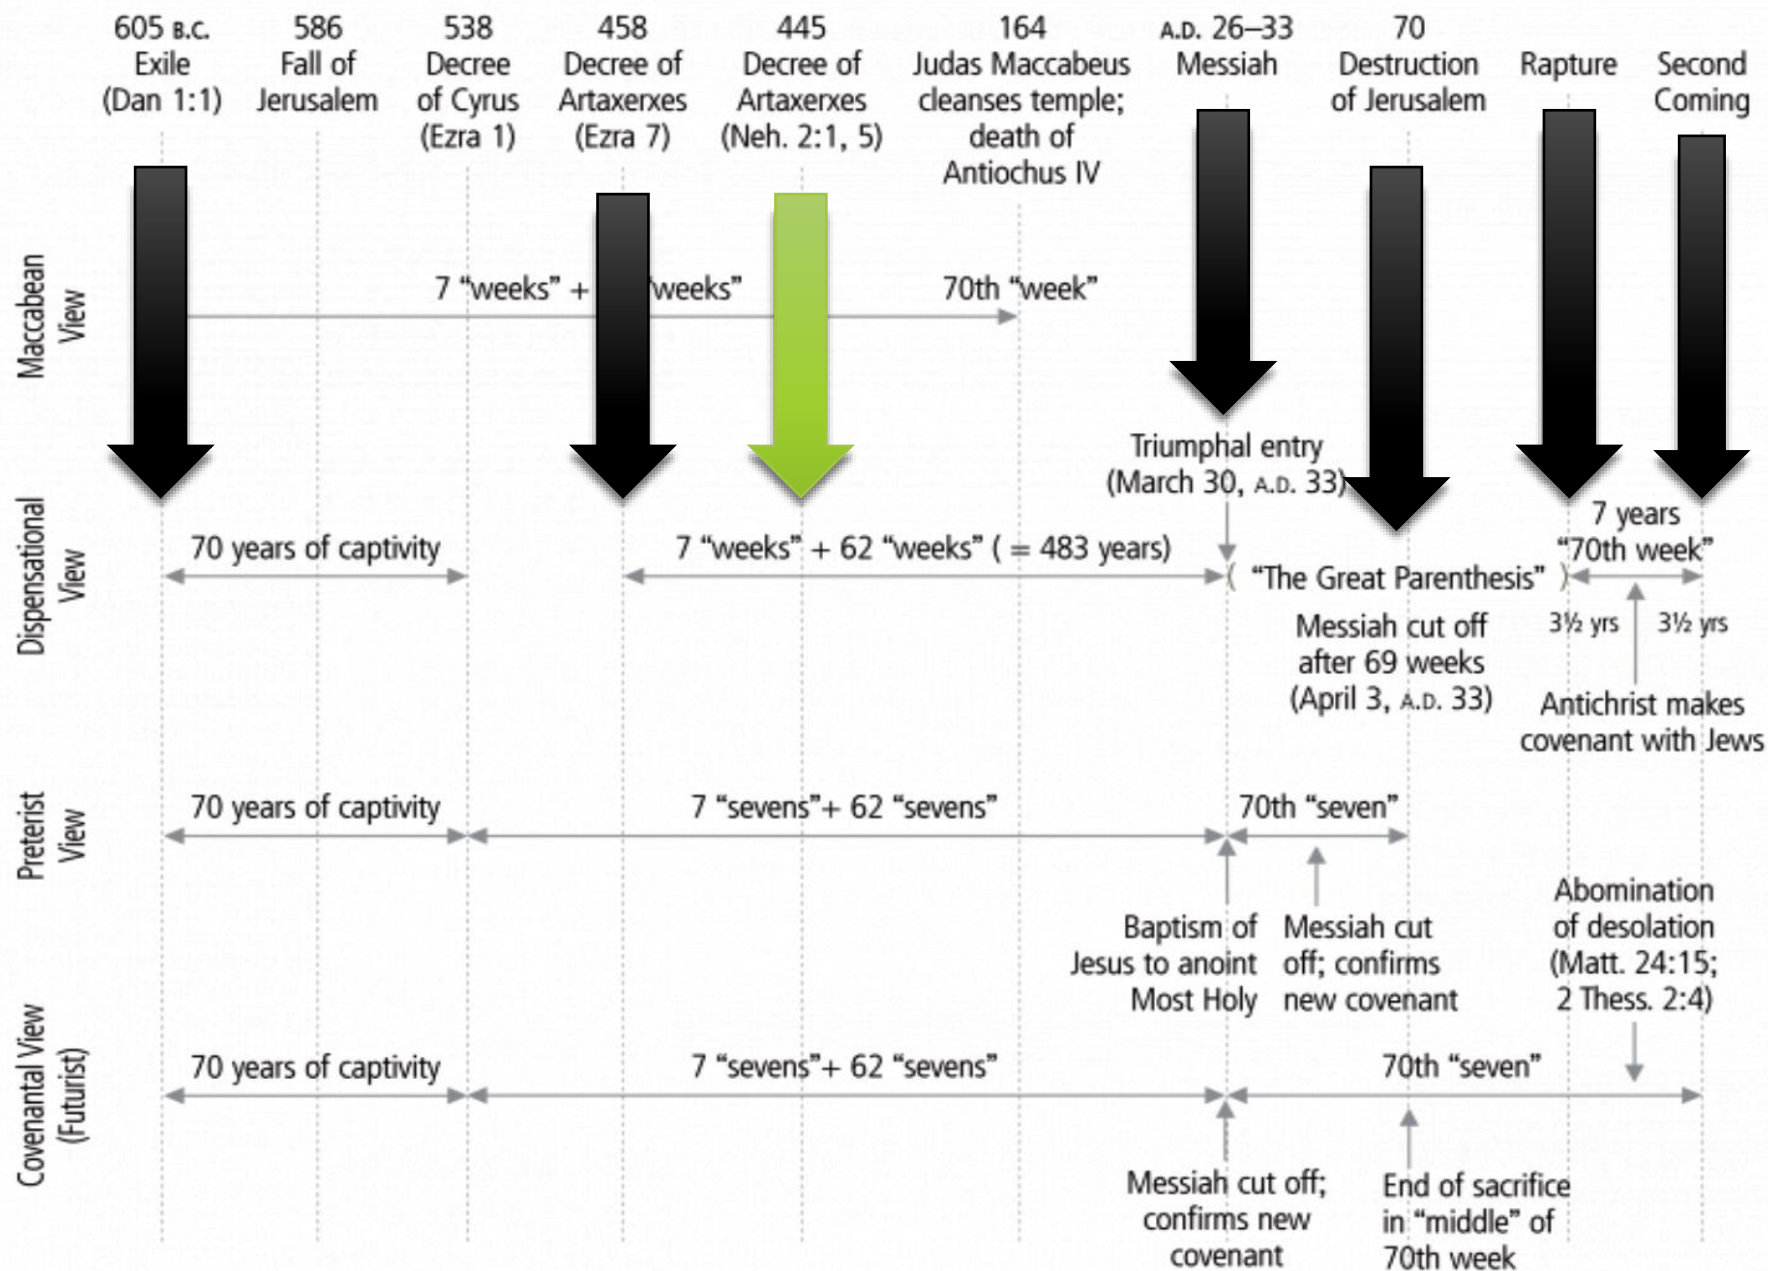 605 B.C.
Exile
(Dan 1:1)
586
Fall of
Jerusalem
538
Decree
of Cyrus
(Ezra 1)
458
Decree of
Artaxerxes
(Ezra 7)
445
Decree of
Artaxerxes
(Neh. 2:1, 5)
164
Judas Maccabeus
cleanses temple;
death of
Antiochus IV
A.D. 26–33
Messiah
70
Destruction
of Jerusalem
Rapture
Second
Coming
Maccabean
View
7 “weeks” + “weeks”
70th “week”
Dispensational
View
70 years of captivity
7 “weeks” + 62 “weeks” ( = 483 years)
Triumphal entry
(March 30, A.D. 33)
( “The Great Parenthesis” )
Messiah cut off
after 69 weeks
(April 3, A.D. 33)
7 years
“70th week”
3½ yrs 3½ yrs
Antichrist makes
covenant with Jews
Preterist
View
70 years of captivity
7 “sevens”+ 62 “sevens”
70th “seven”
Baptism of
Jesus to anoint
Most Holy
Messiah cut
off; confirms
new covenant
Covenantal View
(Futurist)
70 years of captivity
7 “sevens”+ 62 “sevens”
70th “seven”
Abomination
of desolation
(Matt. 24:15;
2 Thess. 2:4)
Messiah cut off;
confirms new
covenant
End of sacrifice
in “middle” of
70th week